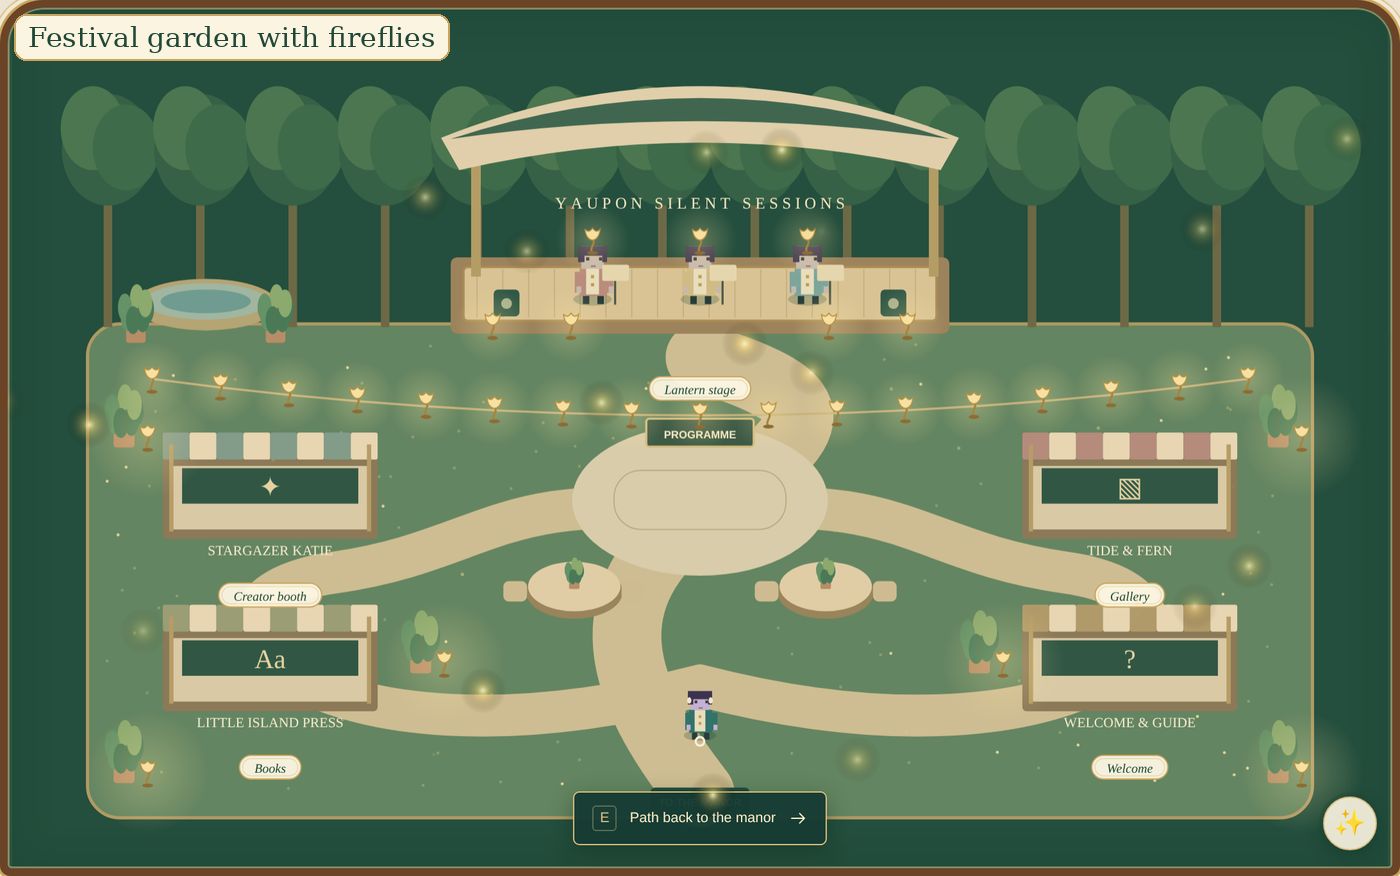 Festival garden with fireflies
YAUPON SILENT SESSIONS
Lantern stage
PROGRAMME
STARGAZER KATIE
TIDE & FERN
Creator booth
Gallery
Aa
?
LITTLE ISLAND PRESS
WELCOME & GUIDE
Books
Welcome
E Path back to the manor →